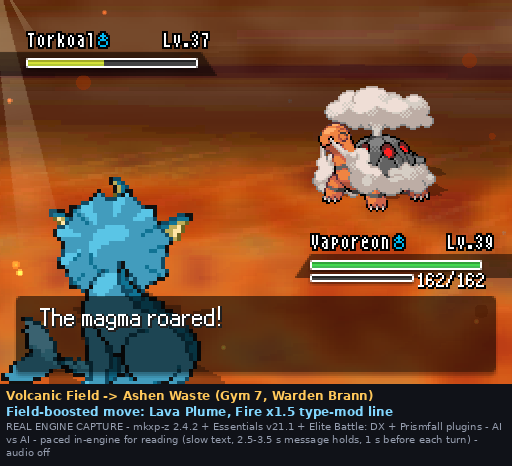 Torkoal♂ Lv.37
Vaporeon♂ Lv.39
162/162
The magma roared!
Volcanic Field -> Ashen Waste (Gym 7, Warden Brann)
Field-boosted move: Lava Plume, Fire x1.5 type-mod line
REAL ENGINE CAPTURE - mkxp-z 2.4.2 + Essentials v21.1 + Elite Battle: DX + Prismfall plugins - AI
vs AI - paced in-engine for reading (slow text, 2.5-3.5 s message holds, 1 s before each turn) -
audio off